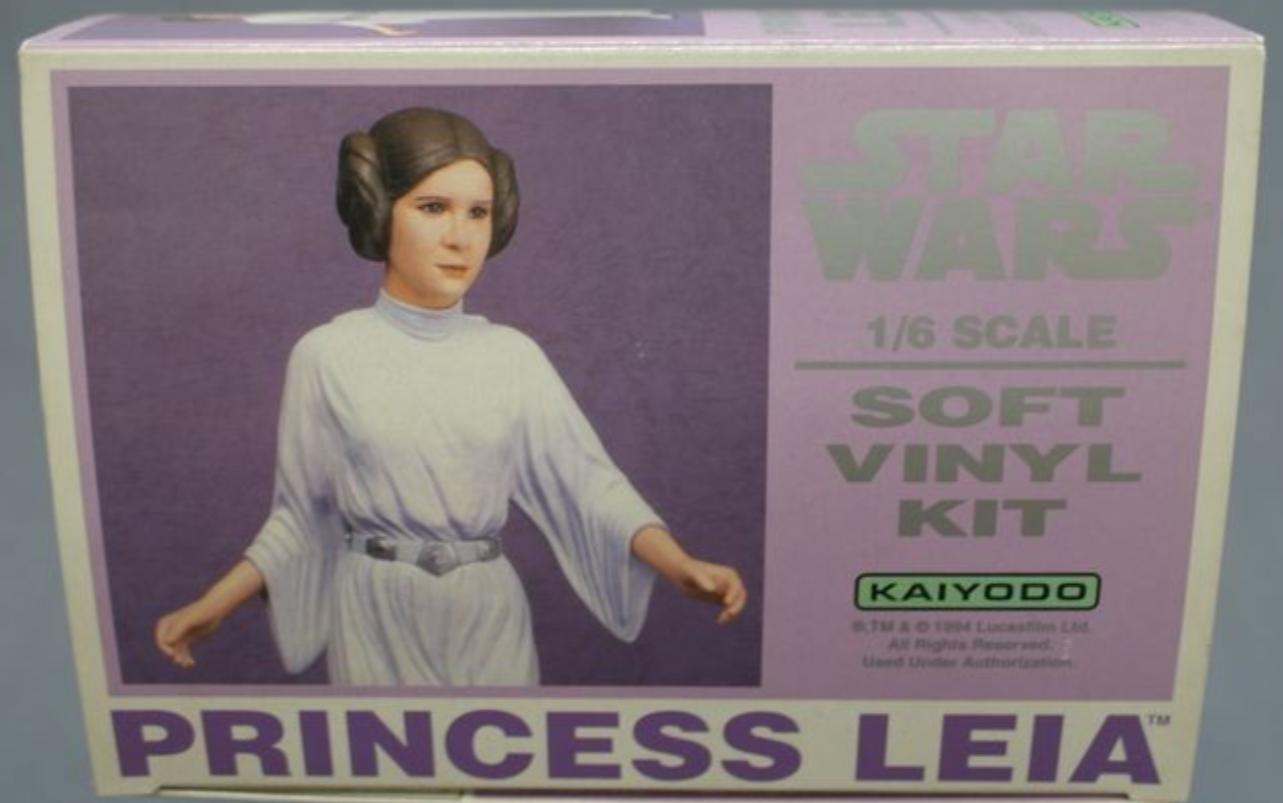 STAR
WARS
1/6 SCALE
SOFT
VINYL
KIT
KAIYODO
®,TM & © 1994 Lucasfilm Ltd.
All Rights Reserved.
Used Under Authorization.
PRINCESS LEIA™